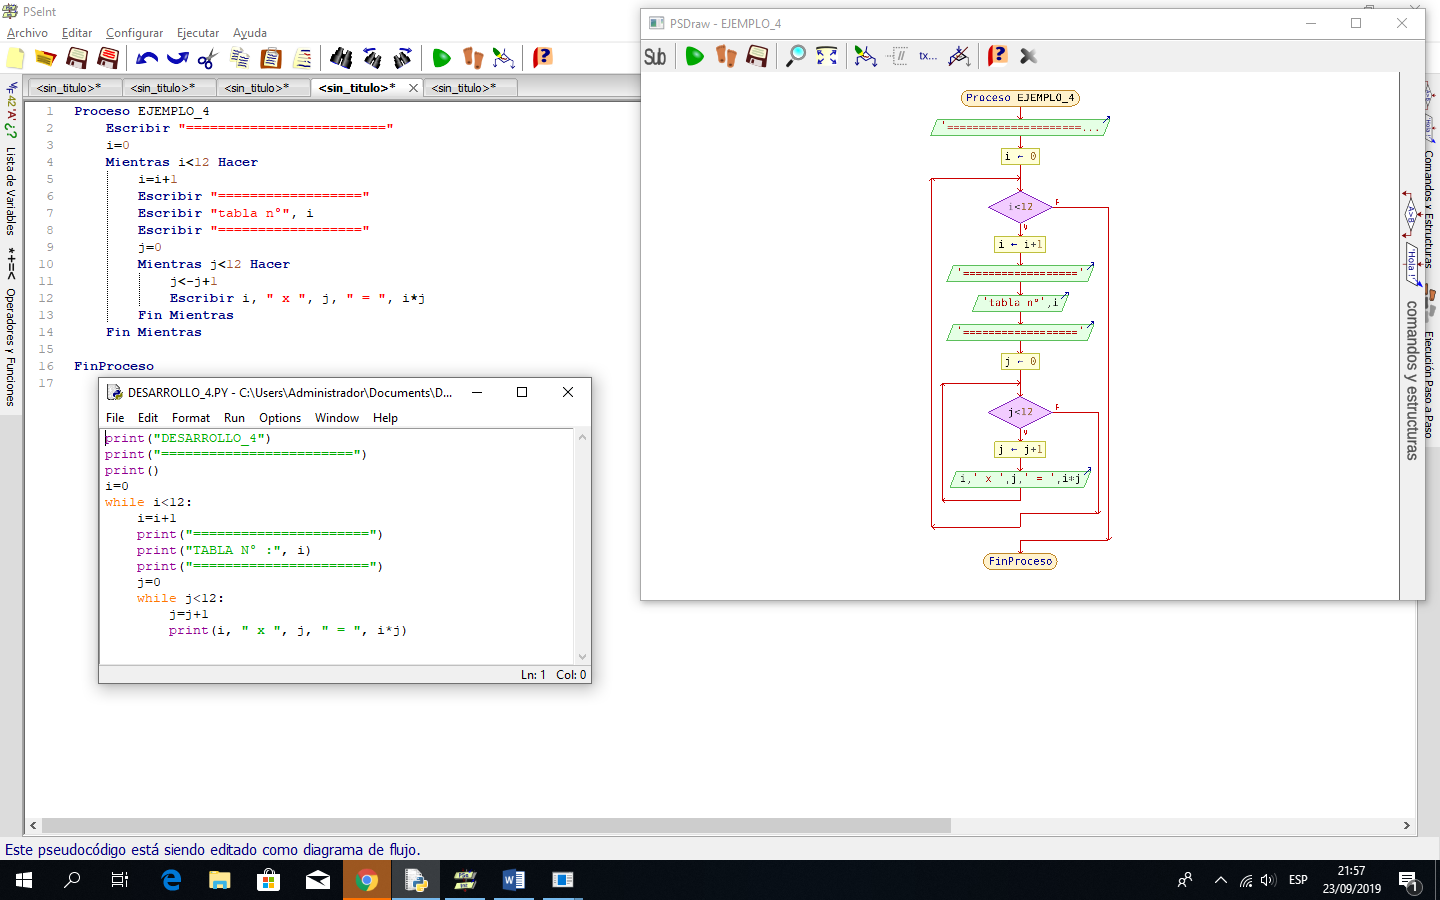 PSeInt
Archivo Editar Configurar Ejecutar Ayuda
<sin_titulo>* <sin_titulo>* <sin_titulo>* <sin_titulo>* <sin_titulo>*
Lista de Variables
*+=< Operadores y Funciones
1 Proceso EJEMPLO_4
2 Escribir "========================="
3 i=0
4 Mientras i<12 Hacer
5 i=i+1
6 Escribir "=================="
7 Escribir "tabla n°", i
8 Escribir "=================="
9 j=0
10 Mientras j<12 Hacer
11 j<-j+1
12 Escribir i, " x ", j, " = ", i*j
13 Fin Mientras
14 Fin Mientras
15
16 FinProceso
17
DESARROLLO_4.PY - C:\Users\Administrador\Documents\D...
File Edit Format Run Options Window Help
print("DESARROLLO_4")
print("========================")
print()
i=0
while i<12:
i=i+1
print("======================")
print("TABLA N° :", i)
print("======================")
j=0
while j<12:
j=j+1
print(i, " x ", j, " = ", i*j)
Ln: 1 Col: 0
PSDraw - EJEMPLO_4
Sub
tx...
Proceso EJEMPLO_4
'=====================...
i ← 0
i<12
F
V
i ← i+1
'=================='
'tabla n°',i
'=================='
j ← 0
j<12
F
V
j ← j+1
i,' x ',j,' = ',i*j
FinProceso
A>B
'Hola !'
comandos y estructuras
Comandos y Estructuras
Ejecución Paso a Paso
Este pseudocódigo está siendo editado como diagrama de flujo.
ESP
21:57
23/09/2019
1